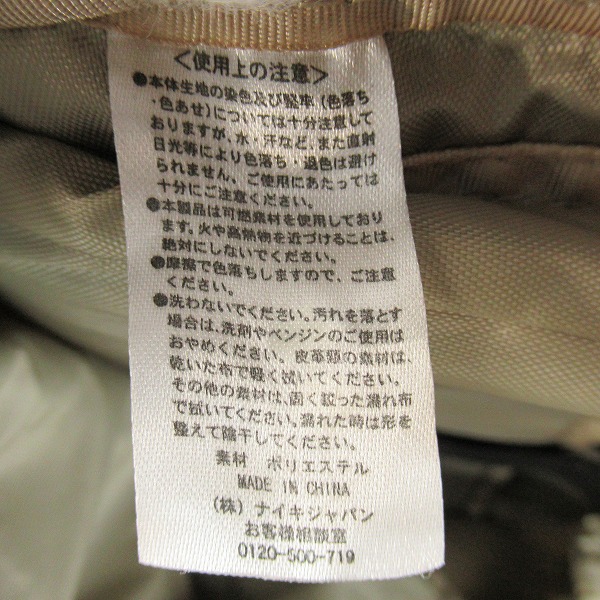 ＜使用上の注意＞
●本体生地の染色及び堅牢（色落ち
・色あせ）については十分注意して
おりますが、水、汗など、また直射
日光等により色落ち・退色は避け
られません。ご使用にあたっては
十分にご注意ください。
●本製品は可燃素材を使用しており
ます。火や高熱物を近づけることは、
絶対にしないでください。
●摩擦で色落ちしますので、ご注意
ください。
●洗わないでください。汚れを落とす
場合は、洗剤やベンジンのご使用は
おやめください。皮革類の素材は、
乾いた布で軽く拭いてください。
その他の素材は、固く絞った濡れ布
で拭いてください。濡れた時は形を
整えて陰干してください。
素材 ポリエステル
MADE IN CHINA
（株）ナイキジャパン
お客様相談室
0120-500-719